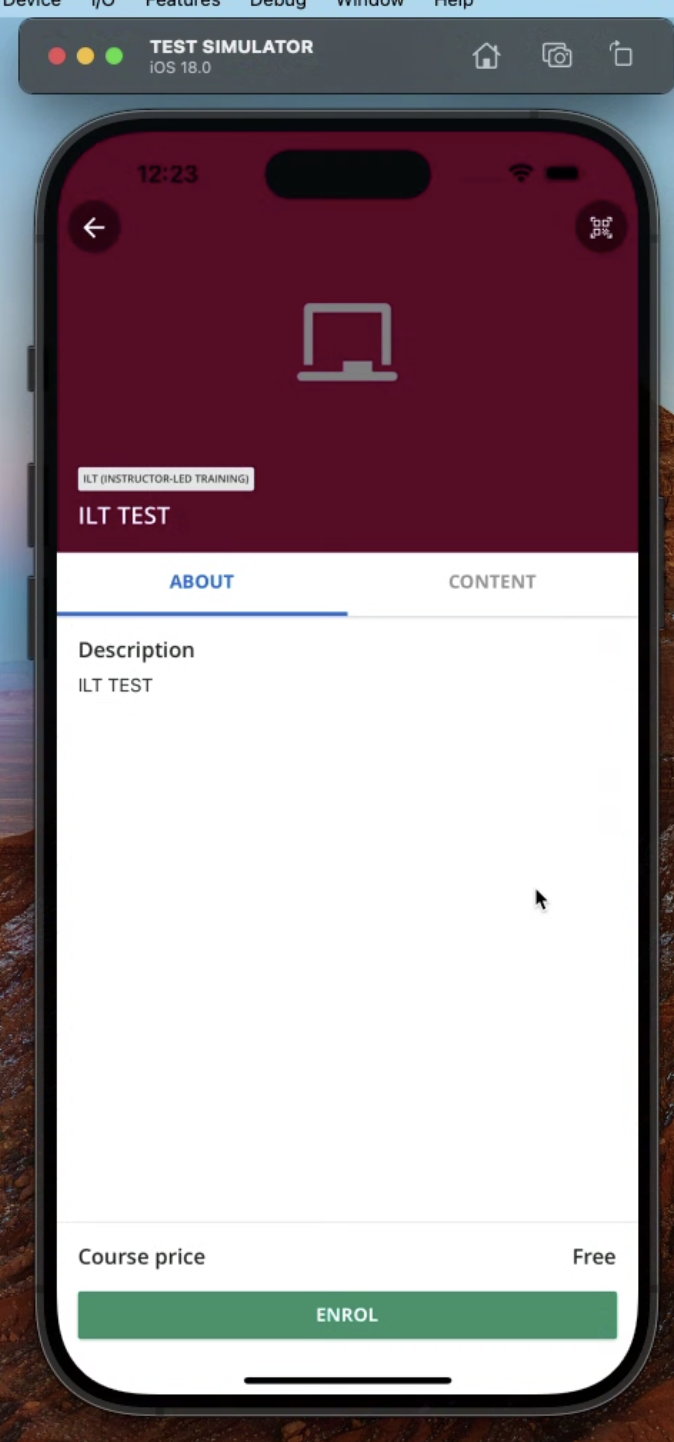 Device I/O Features Debug Window Help
TEST SIMULATOR
iOS 18.0
12:23
ILT (INSTRUCTOR-LED TRAINING)
ILT TEST
ABOUT CONTENT
Description
ILT TEST
Course price Free
ENROL